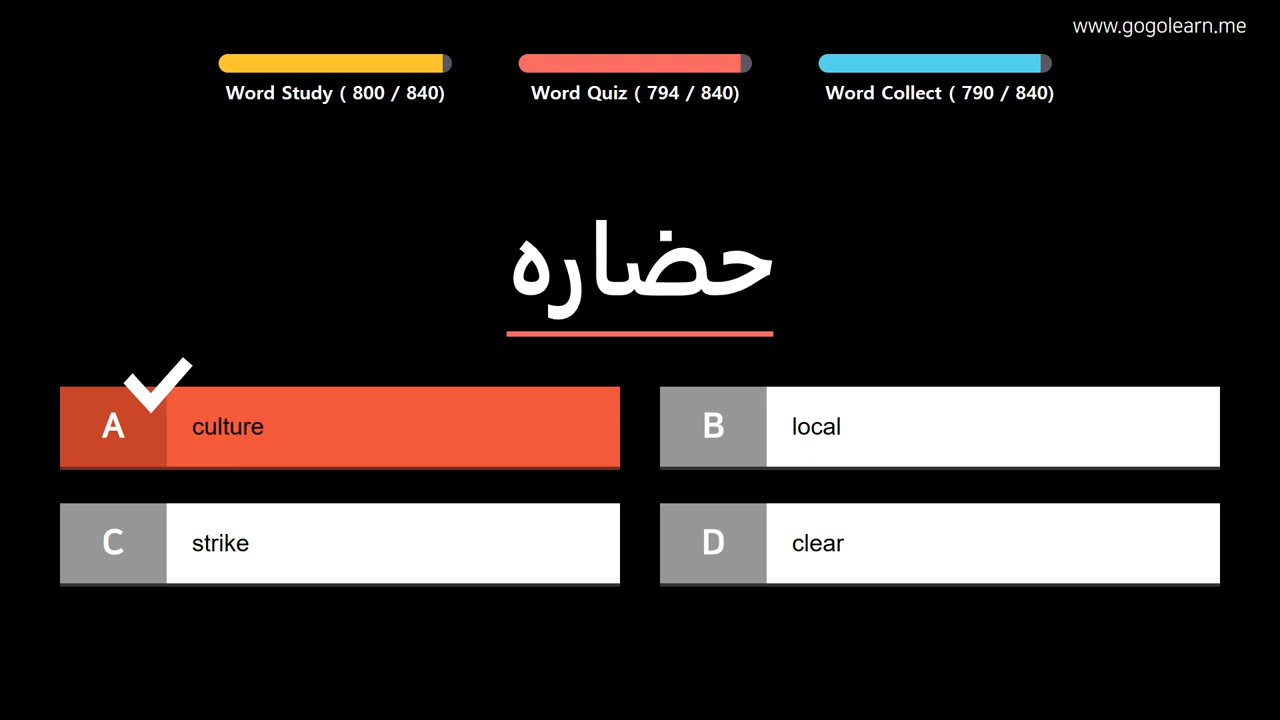 www.gogolearn.me
Word Study ( 800 / 840)
Word Quiz ( 794 / 840)
Word Collect ( 790 / 840)
حضاره
A culture
B local
C strike
D clear